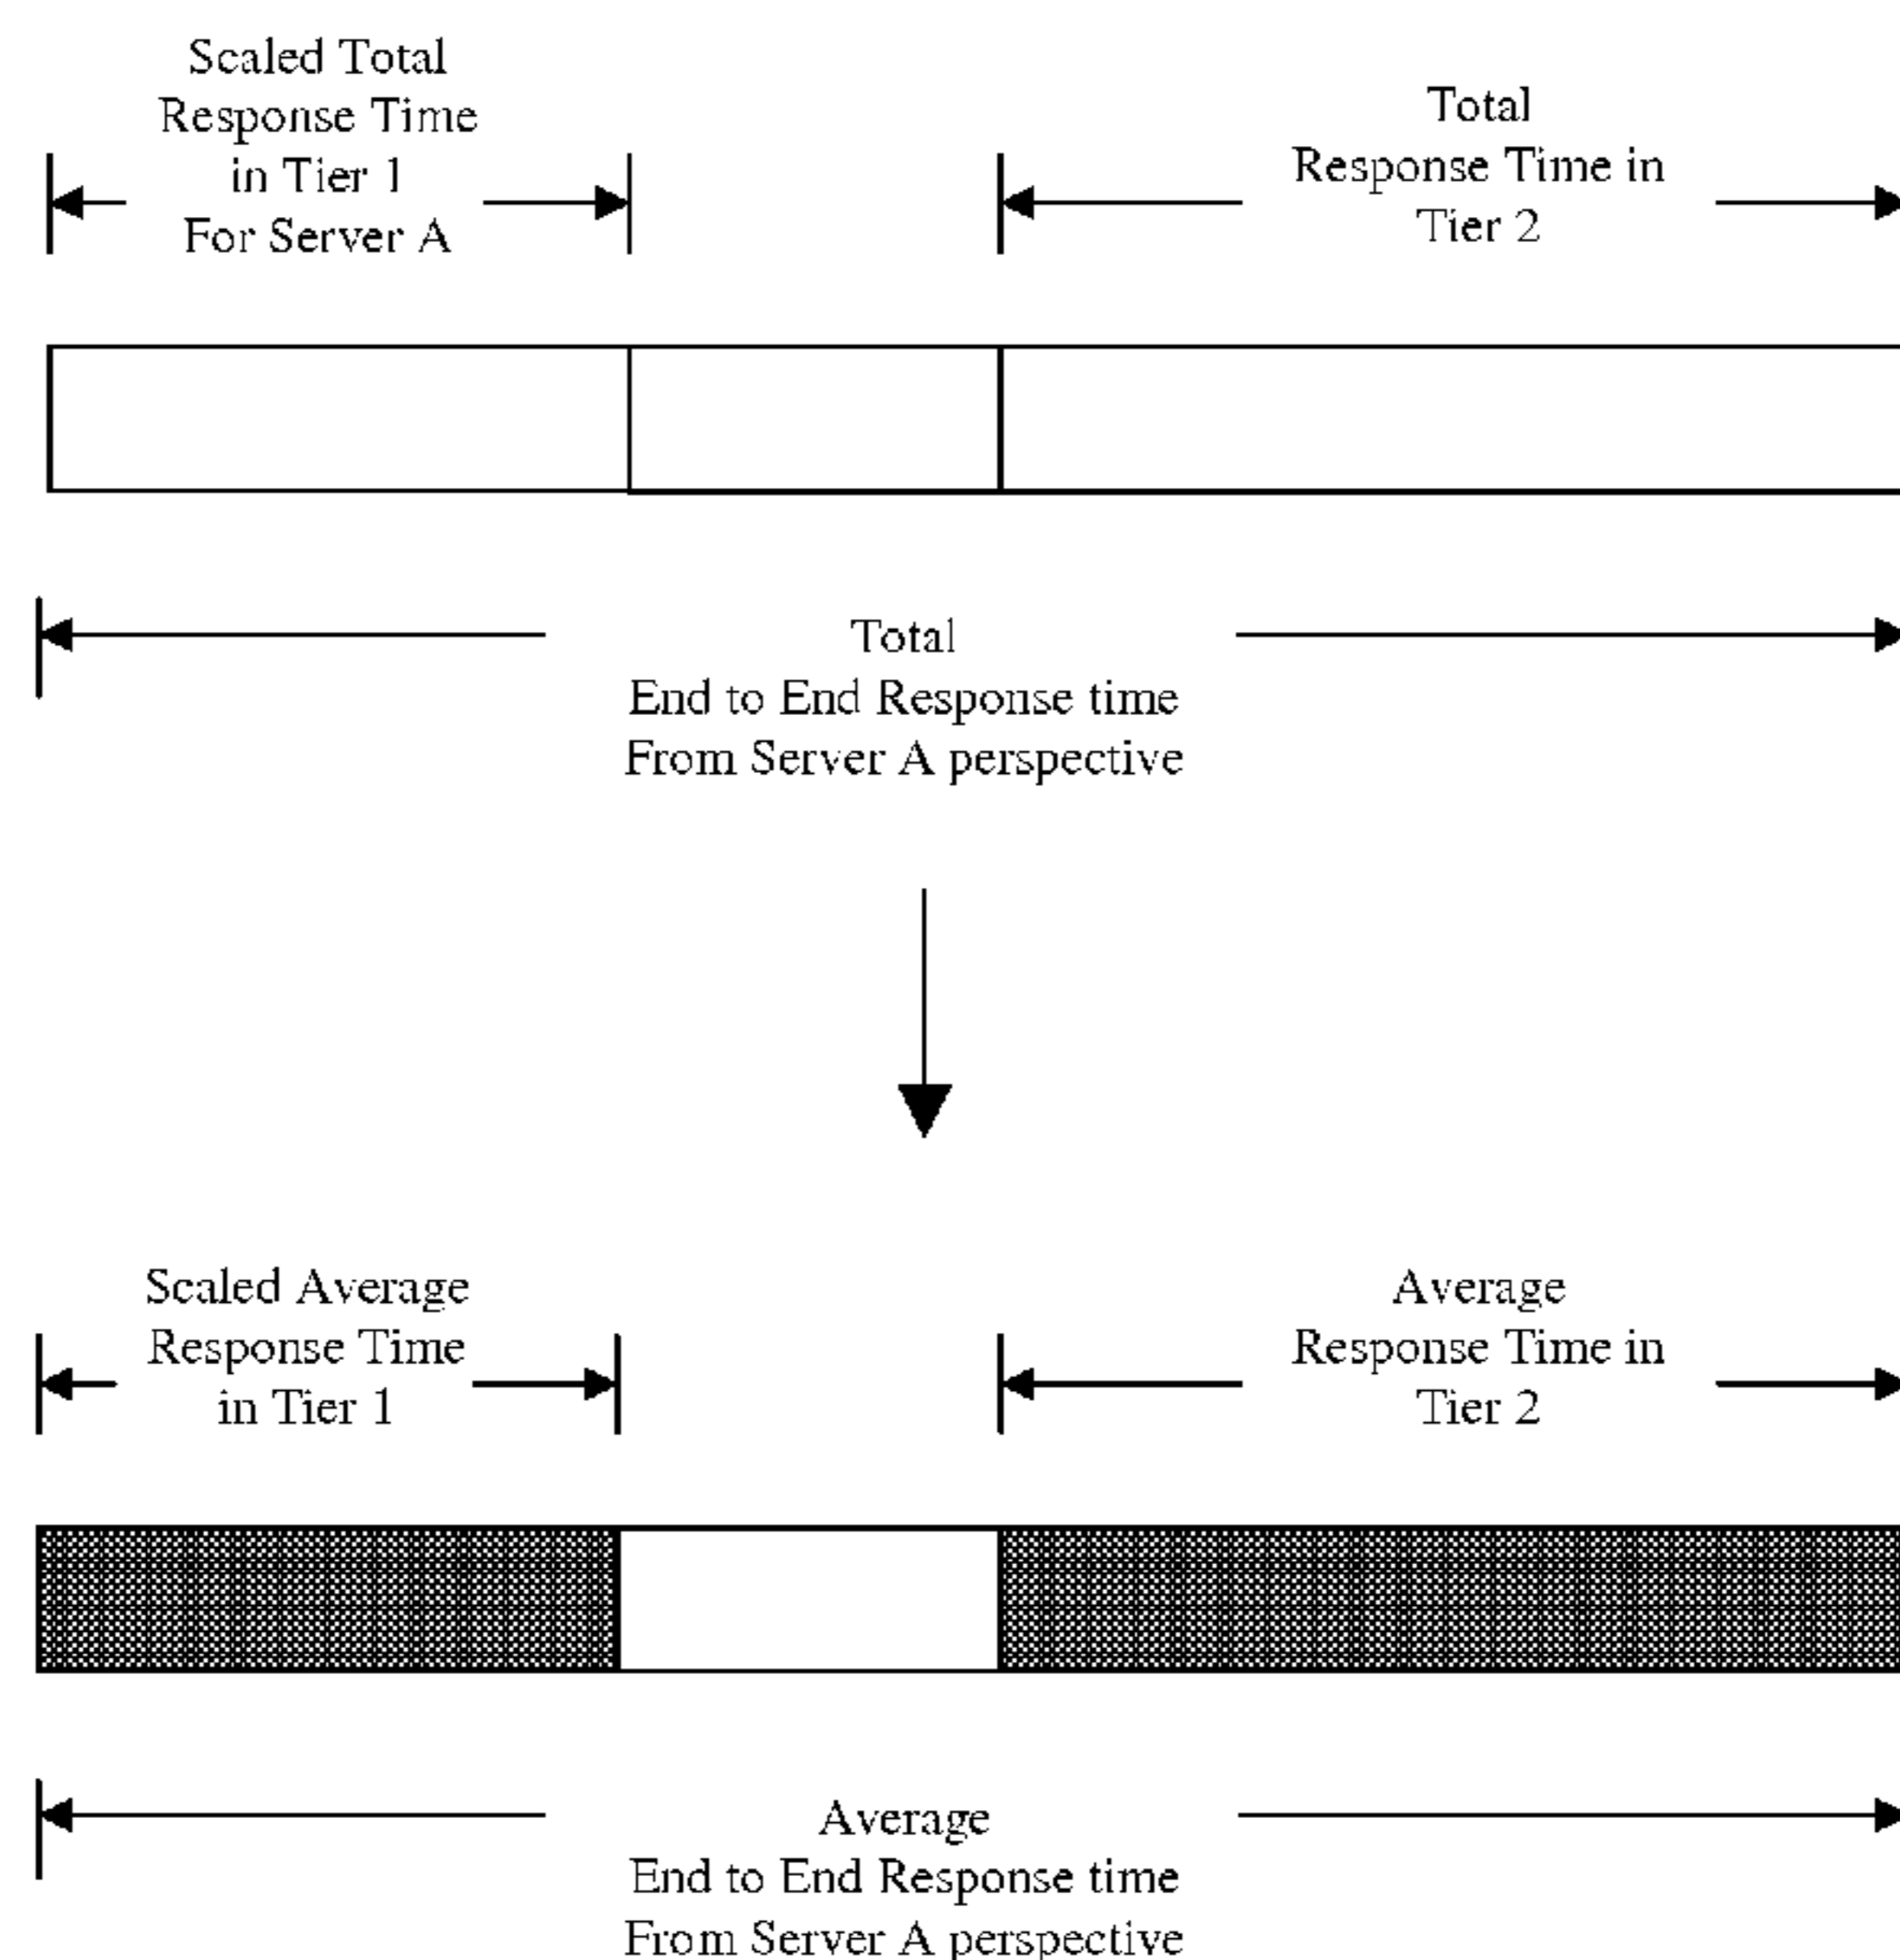 Scaled Total
Response Time
in Tier 1
For Server A
Total
Response Time in
Tier 2
Total
End to End Response time
From Server A perspective
Scaled Average
Response Time
in Tier 1
Average
Response Time in
Tier 2
Average
End to End Response time
From Server A perspective